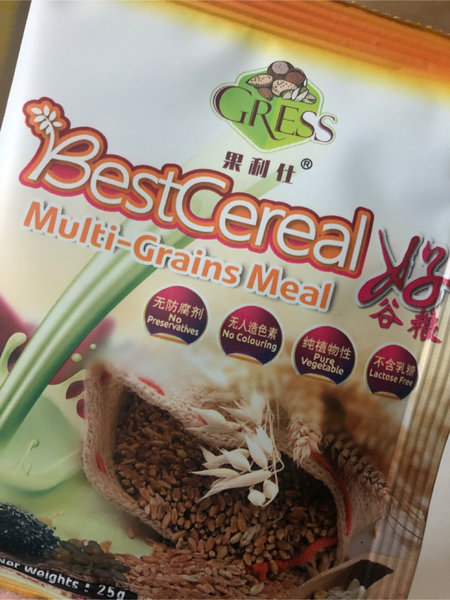 GRESS
果利仕®
BestCereal
好
谷粮
Multi-Grains Meal
无防腐剂
No
Preservatives
无人造色素
No Colouring
纯植物性
Pure
Vegetable
不含乳糖
Lactose Free
Net Weights : 25g